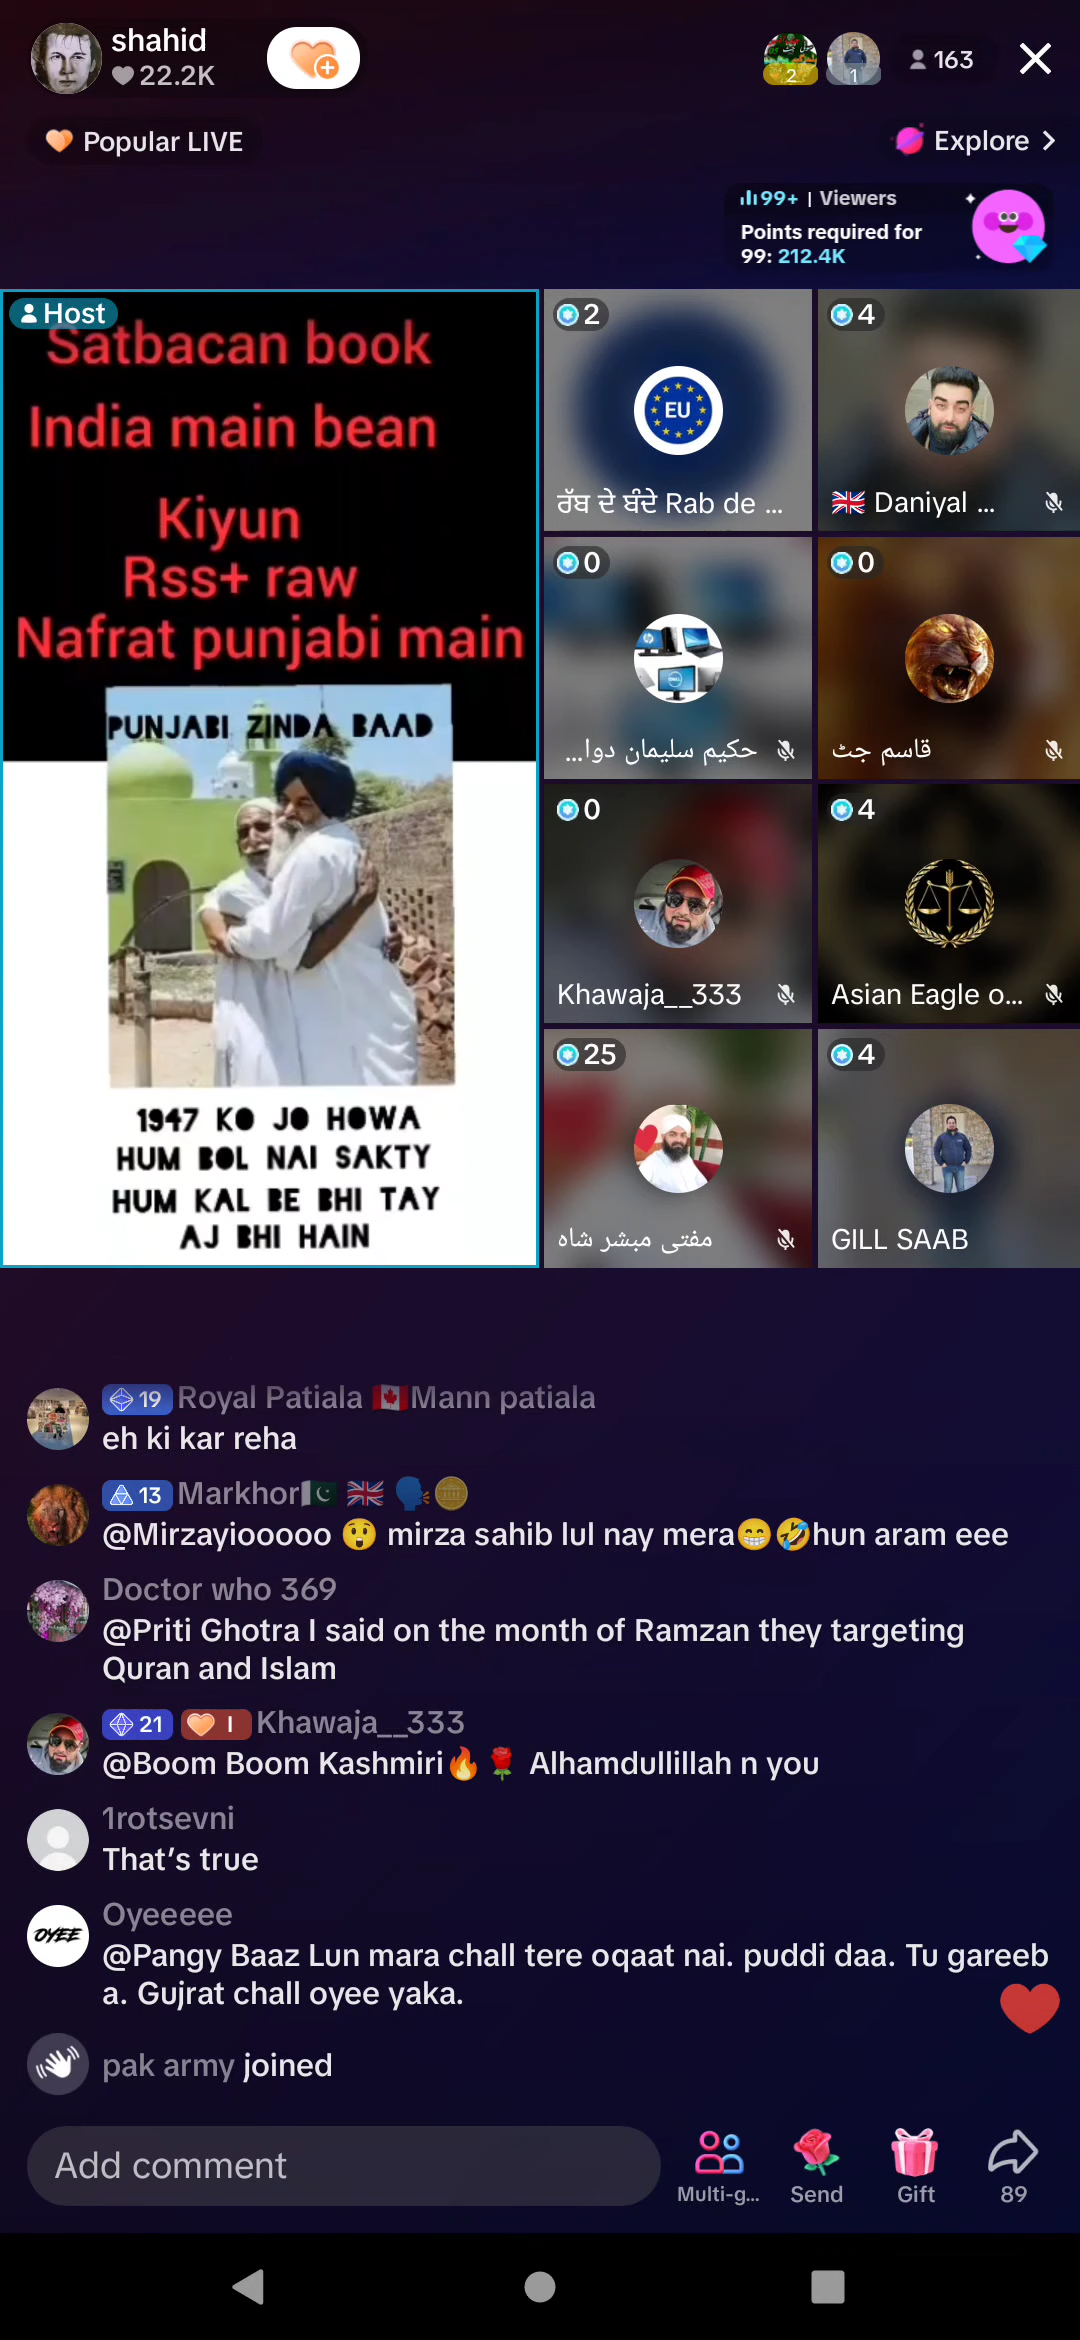 shahid
22.2K
2
1
163
Popular LIVE
Explore
99+ | Viewers
Points required for
99: 212.4K
Host
Satbacan book
India main bean
Kiyun
Rss+ raw
Nafrat punjabi main
PUNJABI ZINDA BAAD
1947 KO JO HOWA
HUM BOL NAI SAKTY
HUM KAL BE BHI TAY
AJ BHI HAIN
2
EU
ਰੱਬ ਦੇ ਬੰਦੇ Rab de ...
4
🇬🇧 Daniyal ...
0
حکیم سلیمان دوا...
0
قاسم جٹ
0
Khawaja__333
4
Asian Eagle o...
25
مفتی مبشر شاہ
4
GILL SAAB
19 Royal Patiala 🇨🇦Mann patiala
eh ki kar reha
13 Markhor🇵🇰 🇬🇧 🗣️🪙
@Mirzayiooooo 😲 mirza sahib lul nay mera😁🤣hun aram eee
Doctor who 369
@Priti Ghotra I said on the month of Ramzan they targeting
Quran and Islam
21 I Khawaja__333
@Boom Boom Kashmiri🔥🌹 Alhamdullillah n you
1rotsevni
That's true
OYEE
Oyeeeee
@Pangy Baaz Lun mara chall tere oqaat nai. puddi daa. Tu gareeb
a. Gujrat chall oyee yaka.
pak army joined
Add comment
Multi-g...
Send
Gift
89